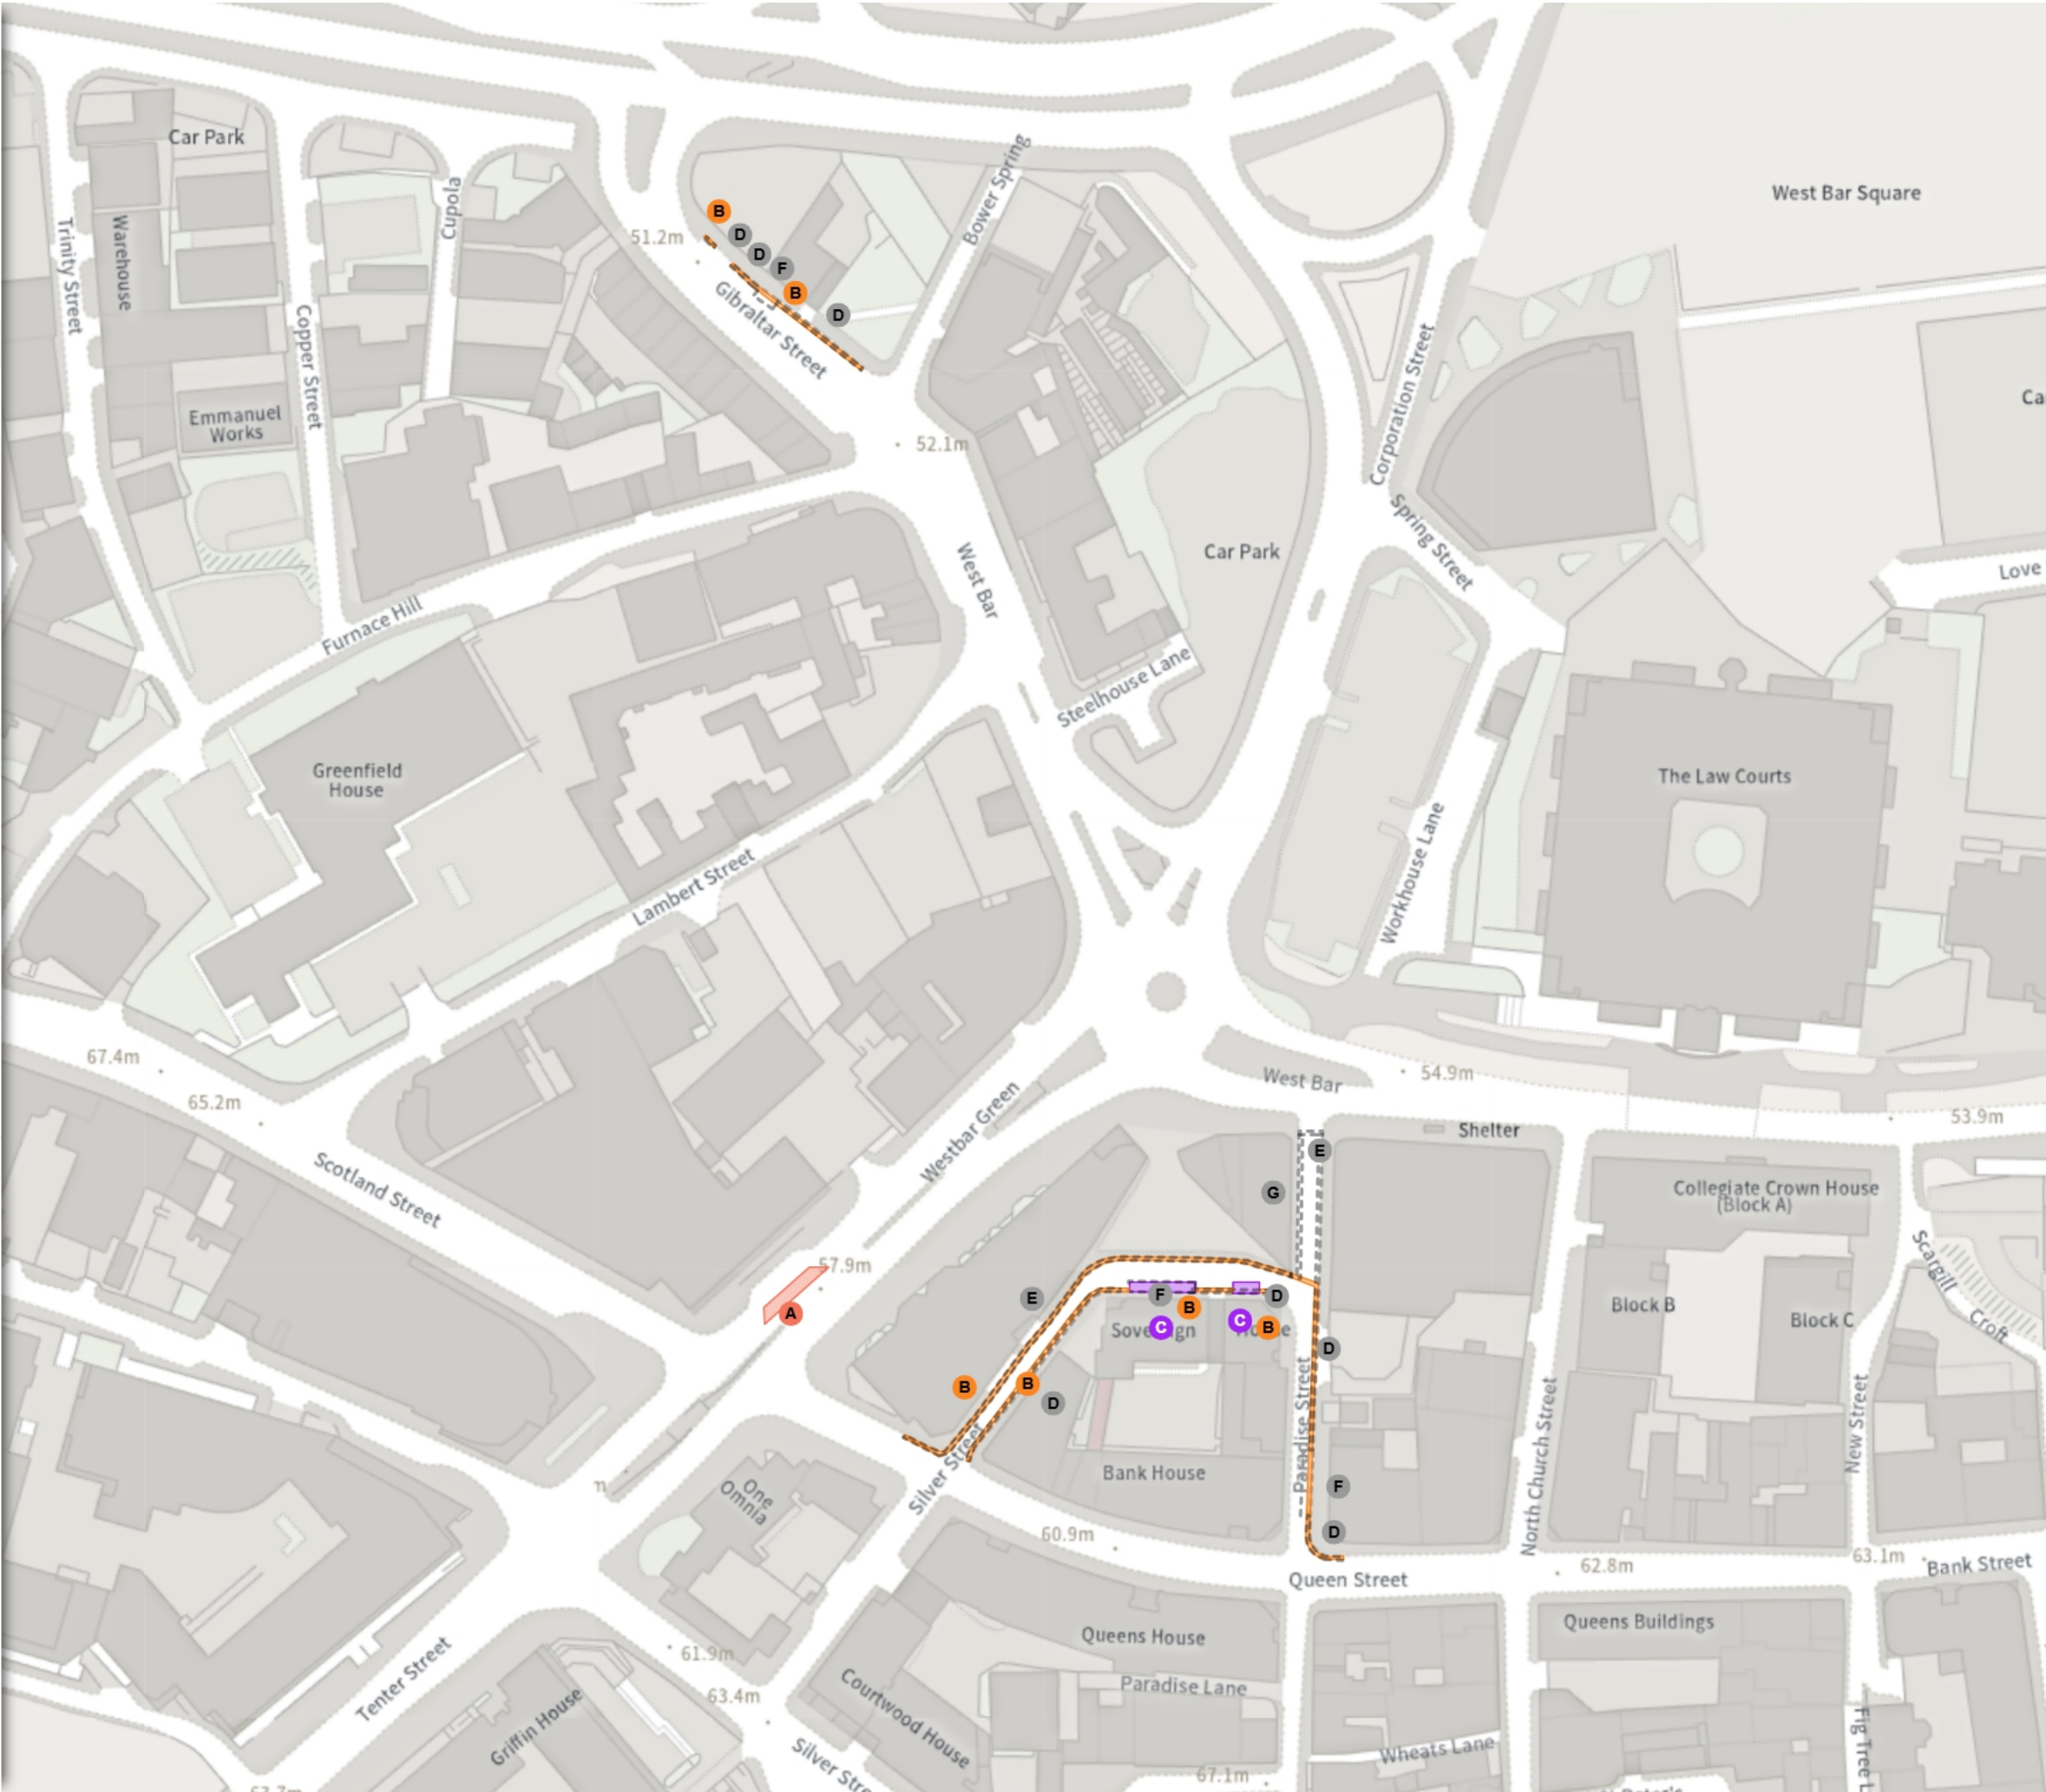 Car Park
West Bar Square
Bower Spring
Cupola
Trinity Street
Warehouse
B
D
51.2m
D
F
B
D
Gibraltar Street
Copper Street
Corporation Street
Ca
Emmanuel
Works
52.1m
Spring Street
Car Park
West Bar
Love
Furnace Hill
Steelhouse Lane
Greenfield
House
The Law Courts
Workhouse Lane
Lambert Street
67.4m
65.2m
West Bar
54.9m
53.9m
Westbar Green
Shelter
E
Scotland Street
G
Collegiate Crown House
(Block A)
Scargill
Croft
57.9m
A
E
F
B
D
C
C
B
Block B
Block C
D
B
B
D
Silver Street
Paradise Street
North Church Street
New Street
Bank House
F
One
Omnia
m
D
60.9m
Queen Street
62.8m
63.1m
Bank Street
Queens House
Queens Buildings
61.9m
Tenter Street
Paradise Lane
63.4m
Griffin House
Courtwood House
Silver Stre
Wheats Lane
Fig Tree L
67.1m